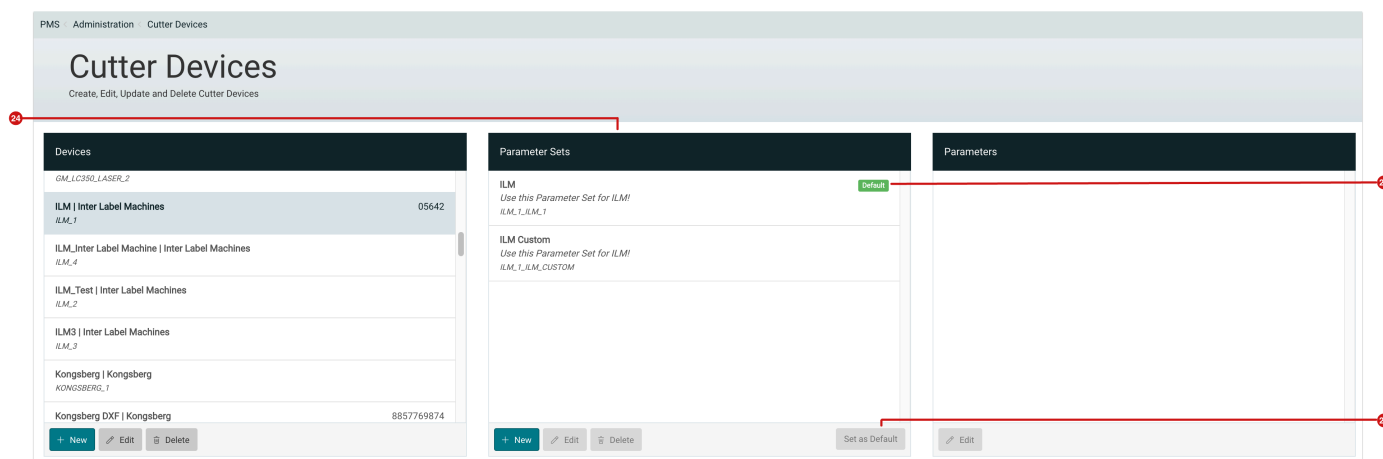 PMS Administration Cutter Devices
Cutter Devices
Create, Edit, Update and Delete Cutter Devices
24
Devices
GM_LC350_LASER_2
ILM | Inter Label Machines 05642
ILM_1
ILM_Inter Label Machine | Inter Label Machines
ILM_4
ILM_Test | Inter Label Machines
ILM_2
ILM3 | Inter Label Machines
ILM_3
Kongsberg | Kongsberg
KONGSBERG_1
Kongsberg DXF | Kongsberg 8857769874
+ New Edit Delete
Parameter Sets
ILM Default
Use this Parameter Set for ILM!
ILM_1_ILM_1
ILM Custom
Use this Parameter Set for ILM!
ILM_1_ILM_CUSTOM
+ New Edit Delete Set as Default
Parameters
Edit